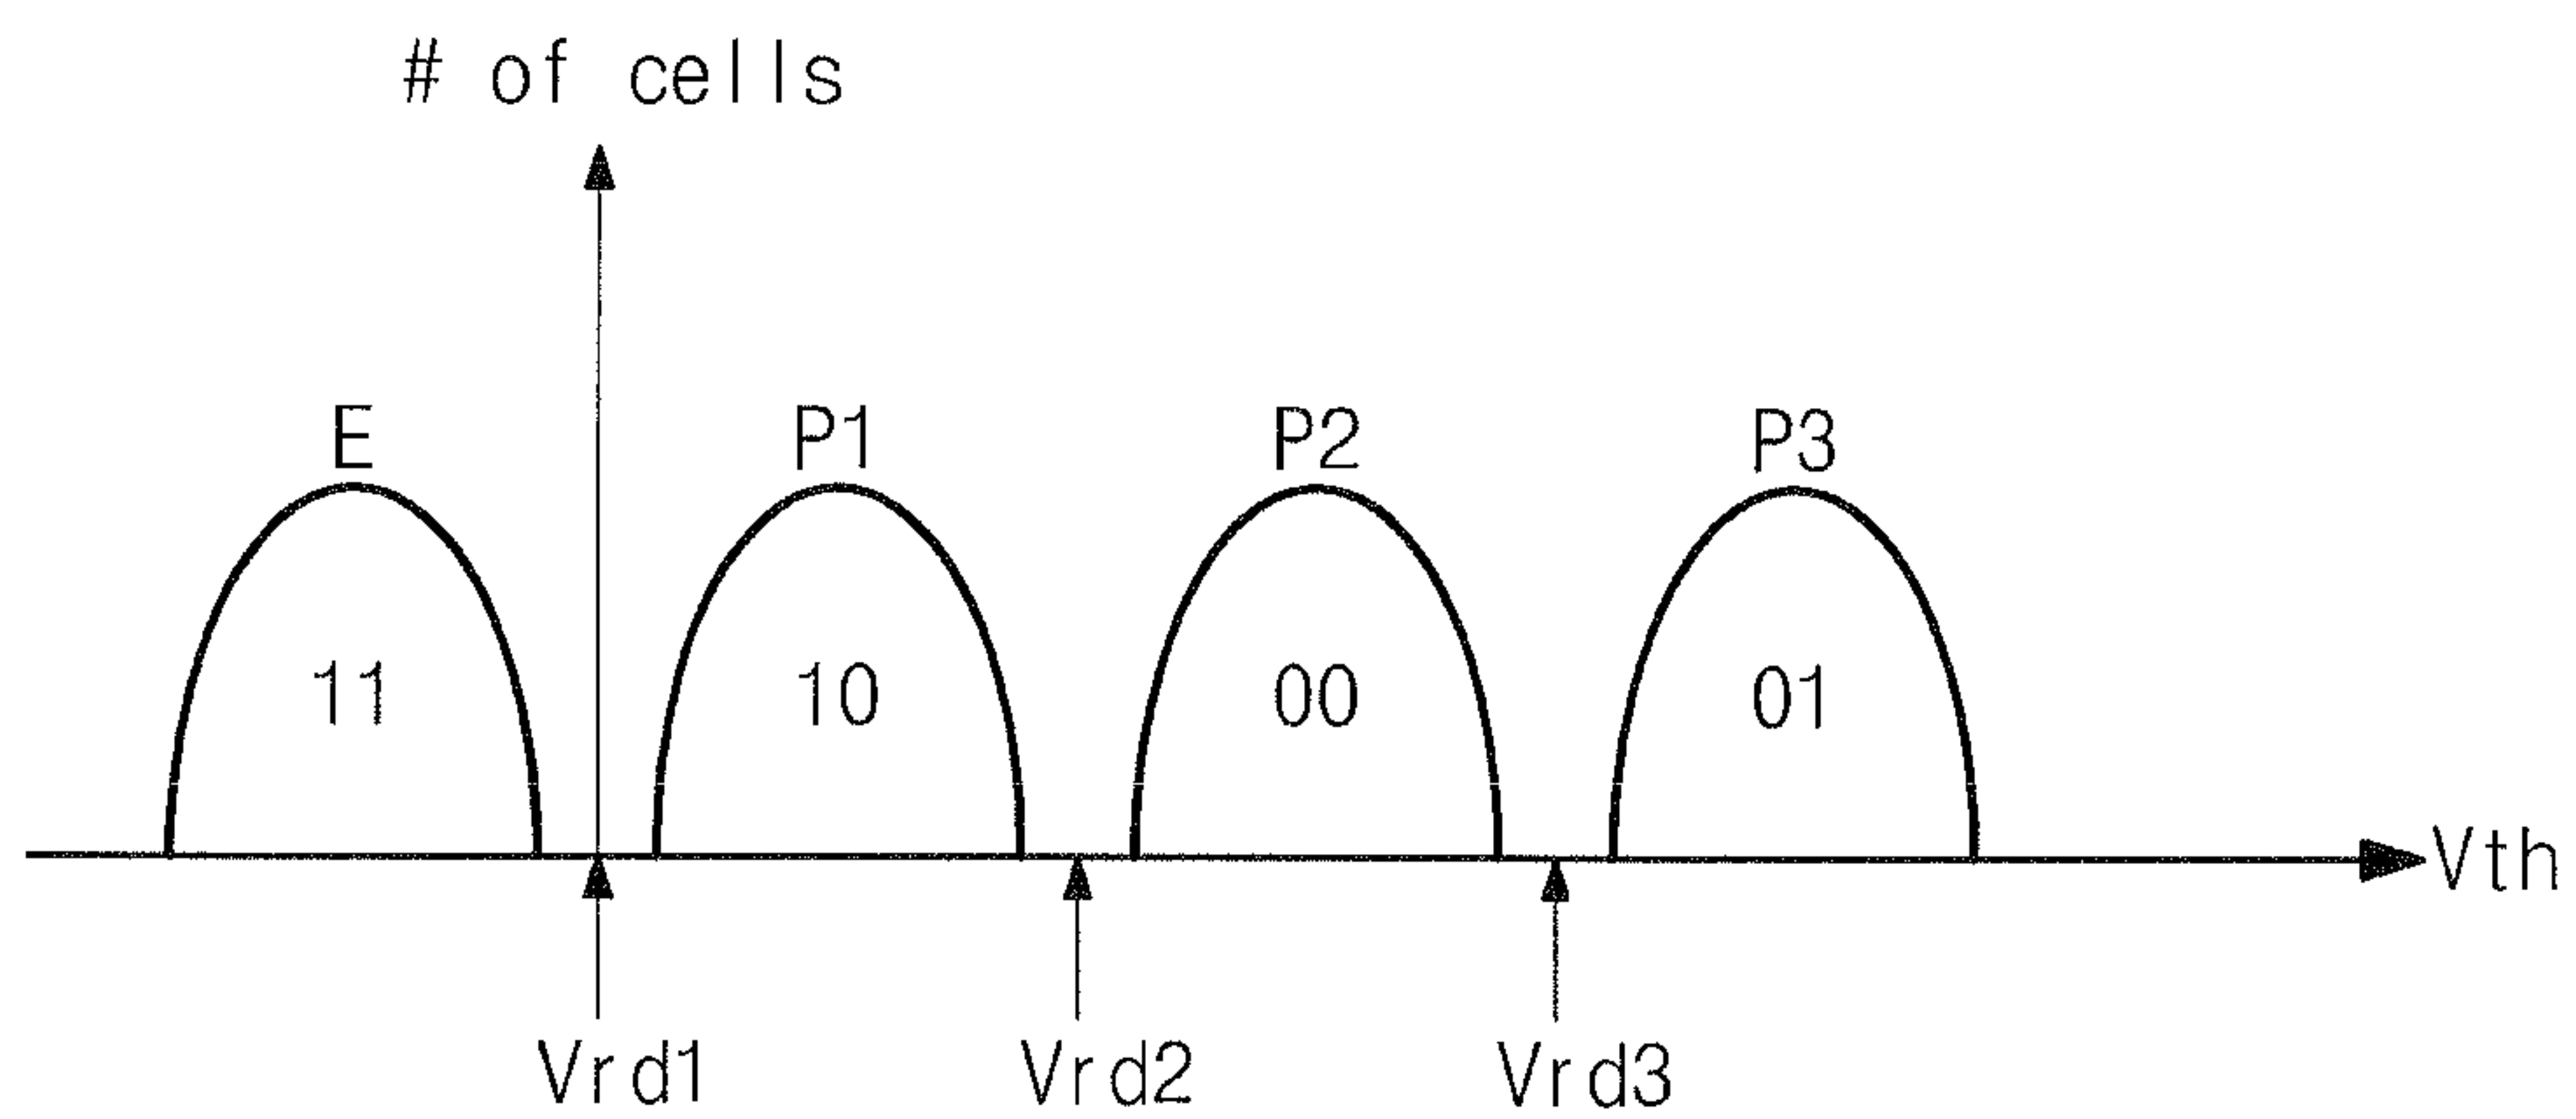 # of cells
E P1 P2 P3
11 10 00 01
Vth
Vrd1 Vrd2 Vrd3